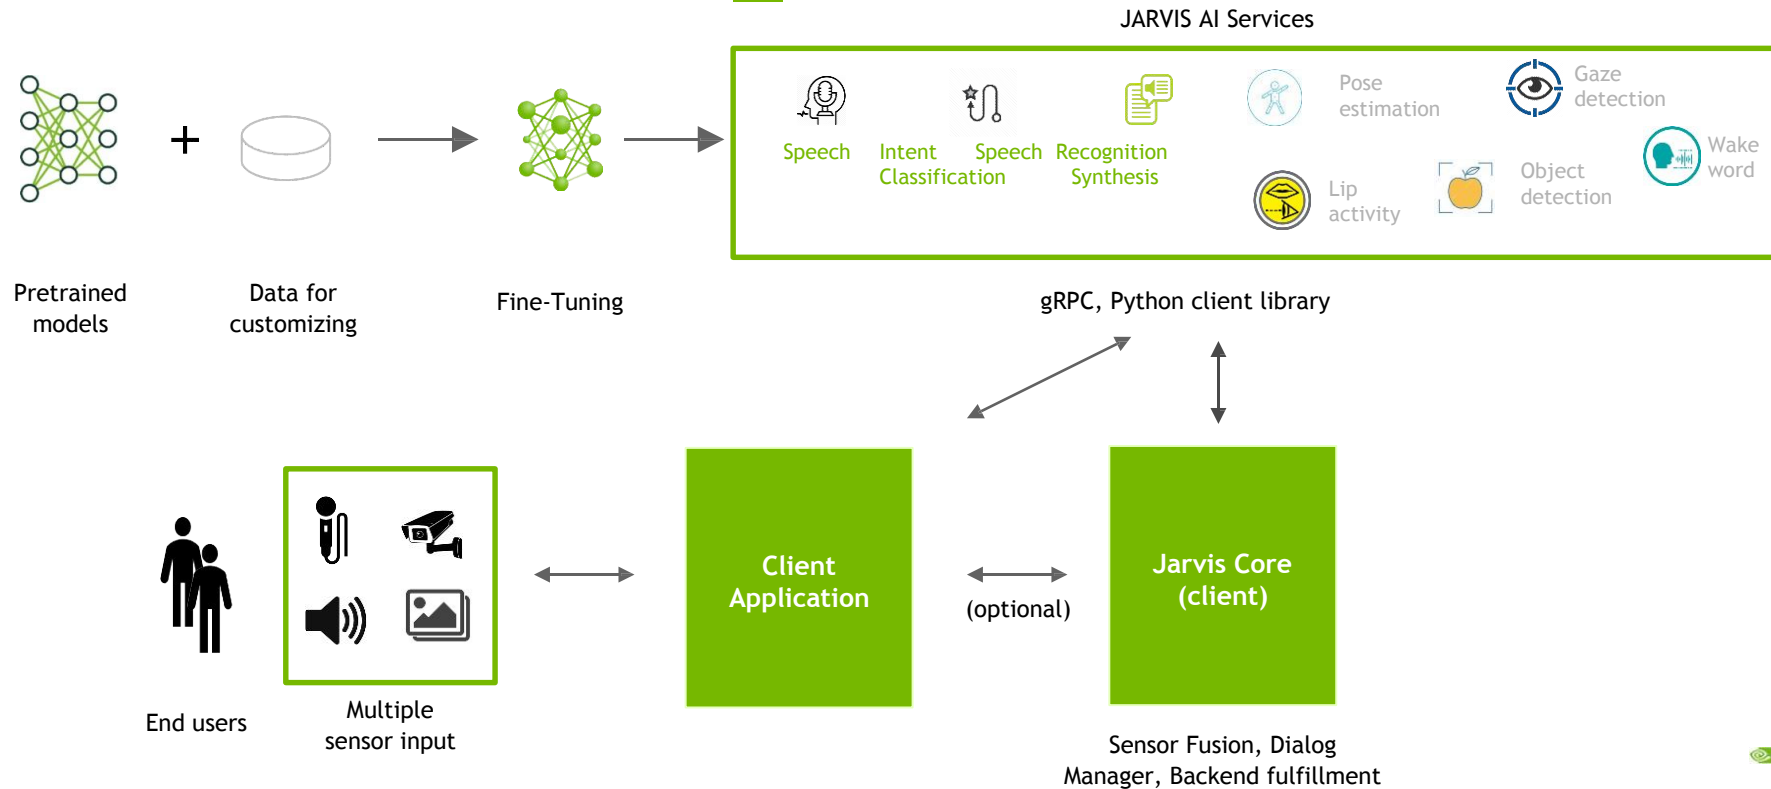 JARVIS AI Services
Speech Intent Speech Recognition
Classification Synthesis
Pose
estimation
Gaze
detection
Wake
word
Lip
activity
Object
detection
+
Pretrained
models
Data for
customizing
Fine-Tuning
gRPC, Python client library
Client
Application
(optional)
Jarvis Core
(client)
End users
Multiple
sensor input
Sensor Fusion, Dialog
Manager, Backend fulfillment